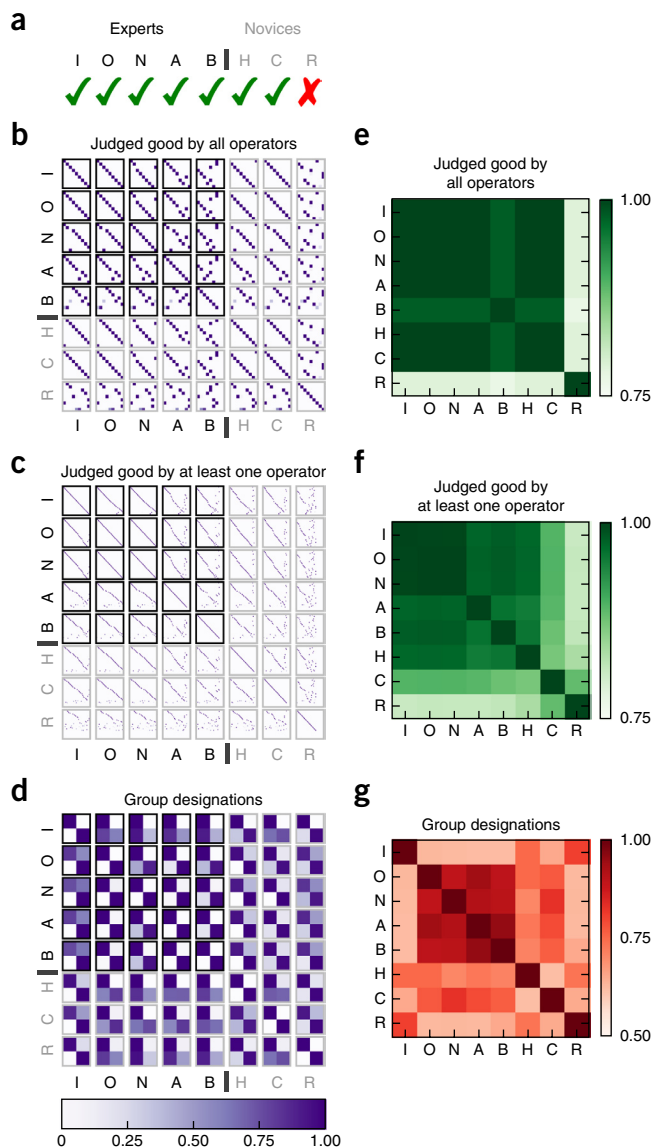 a
Experts Novices
I O N A B H C R
b
Judged good by all operators
I
O
N
A
B
H
C
R
I O N A B H C R
c
Judged good by at least one operator
I
O
N
A
B
H
C
R
I O N A B H C R
d
Group designations
I
O
N
A
B
H
C
R
I O N A B H C R
0 0.25 0.50 0.75 1.00
e
Judged good by
all operators
1.00
I
O
N
A
B
H
C
R
0.75
I O N A B H C R
f
Judged good by
at least one operator
1.00
I
O
N
A
B
H
C
R
0.75
I O N A B H C R
g
Group designations
1.00
I
O
N
0.75
A
B
H
C
R
0.50
I O N A B H C R